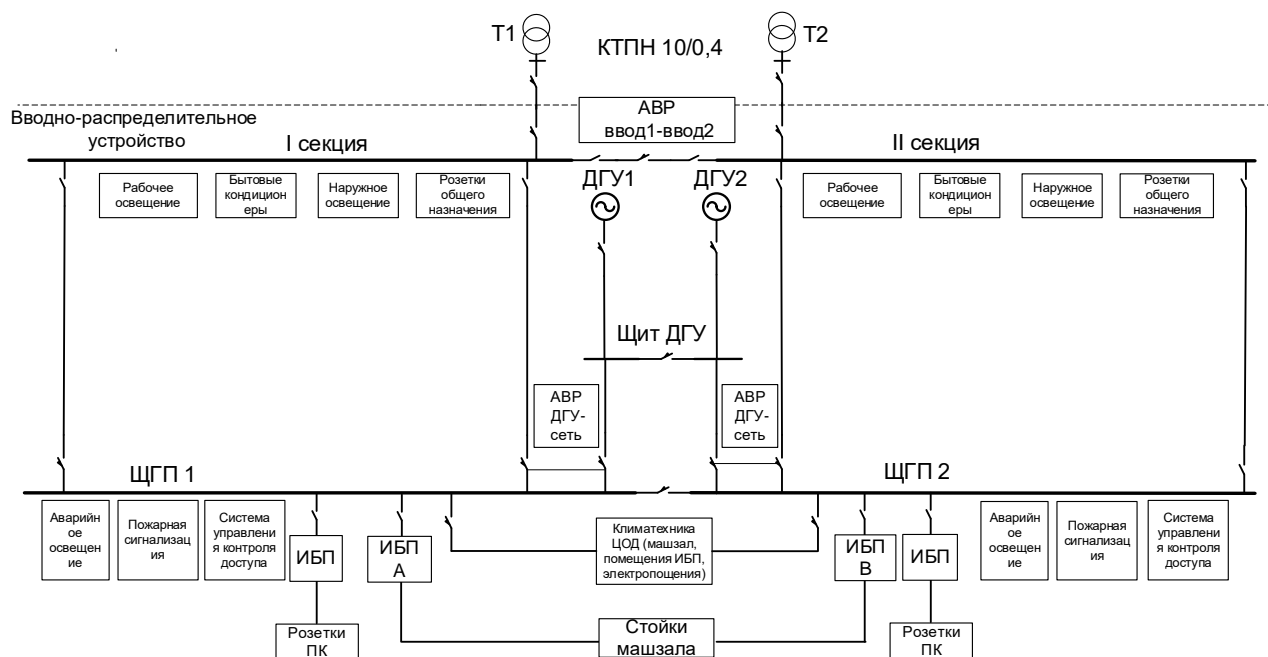 Т1
КТПН 10/0,4
Т2
АВР
ввод1-ввод2
Вводно-распределительное
устройство
I секция
II секция
Рабочее
освещение
Бытовые
кондицион
еры
Наружное
освещение
Розетки
общего
назначения
ДГУ1
ДГУ2
Рабочее
освещение
Бытовые
кондицион
еры
Наружное
освещение
Розетки
общего
назначения
Щит ДГУ
АВР
ДГУ-
сеть
АВР
ДГУ-
сеть
ЩГП 1
ЩГП 2
Аварийн
ое
освещен
ие
Пожарная
сигнализац
ия
Система
управлени
я контроля
доступа
ИБП
ИБП
А
Климатехника
ЦОД (машзал,
помещения ИБП,
электропощения)
ИБП
В
ИБП
Аварийн
ое
освещен
ие
Пожарная
сигнализац
ия
Система
управлени
я контроля
доступа
Розетки
ПК
Стойки
машзала
Розетки
ПК